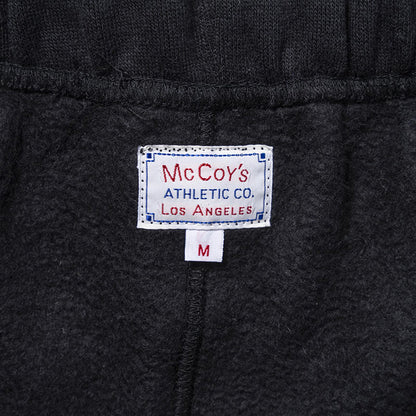 McCoy's
ATHLETIC CO.
Los Angeles
M